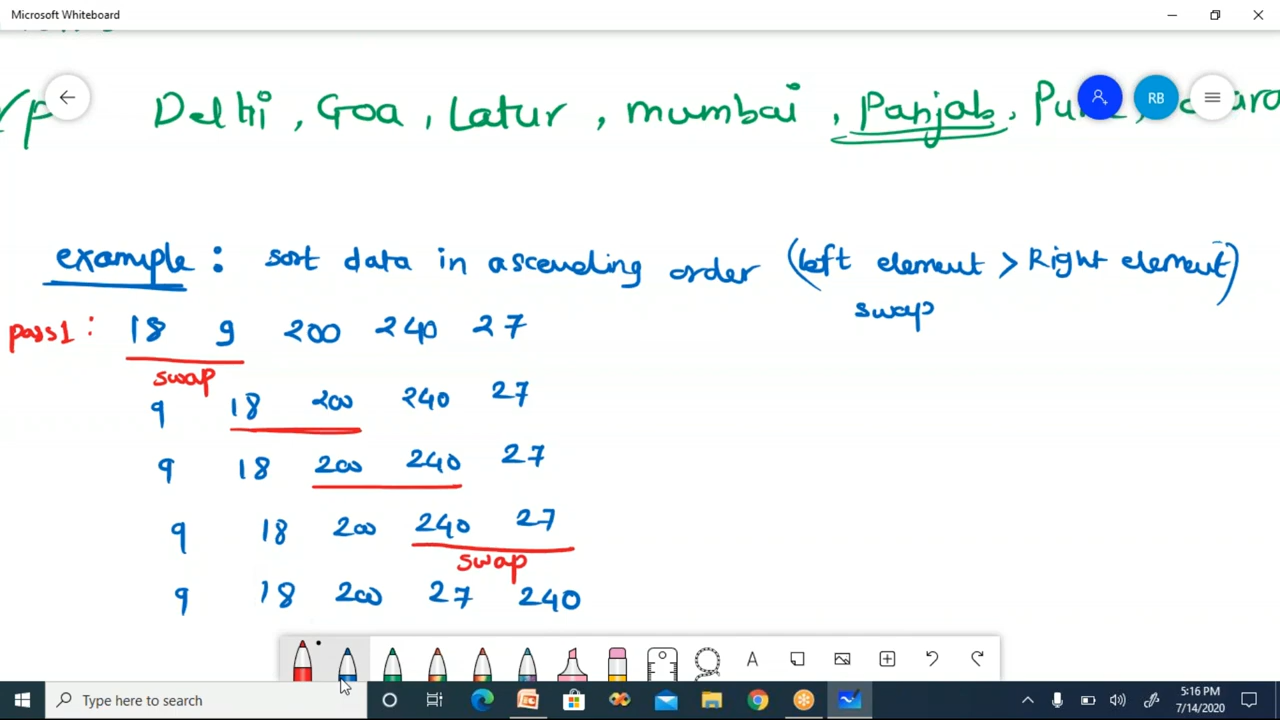 Microsoft Whiteboard
Delhi, Goa, Latur, mumbai, Panjab,
RB
example: sort data in ascending order (left element > Right element)
swap
pass1: 18 9 200 240 27
swap
9 18 200 240 27
9 18 200 240 27
9 18 200 240 27
swap
9 18 200 27 240
A
Type here to search
5:16 PM
7/14/2020